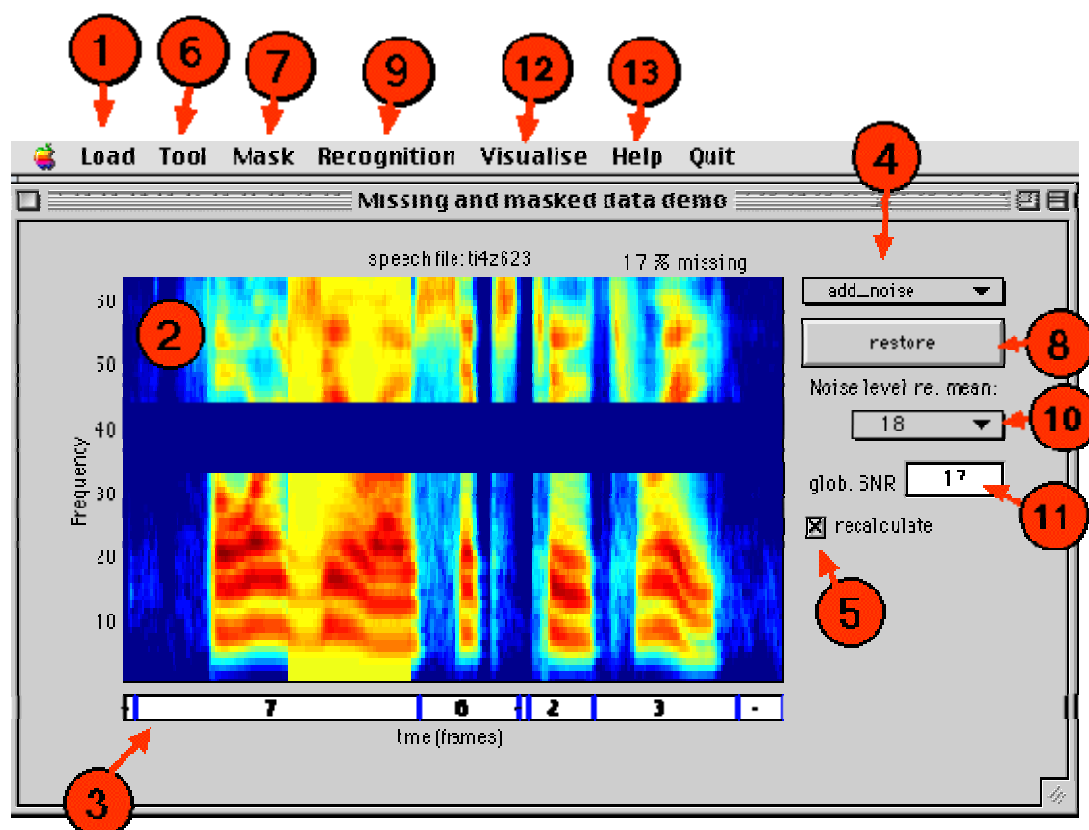 1 6 7 9 12 13
Load Tool Mask Recognition Visualise Help Quit
4
Missing and masked data demo
speech file: ti4z623 17 % missing
add_noise
2
60
50
40
30
20
10
Frequency
restore
8
Noise level re. mean:
18
10
glob. SNR 17
11
recalculate
5
7 6 2 3 -
time (frames)
3